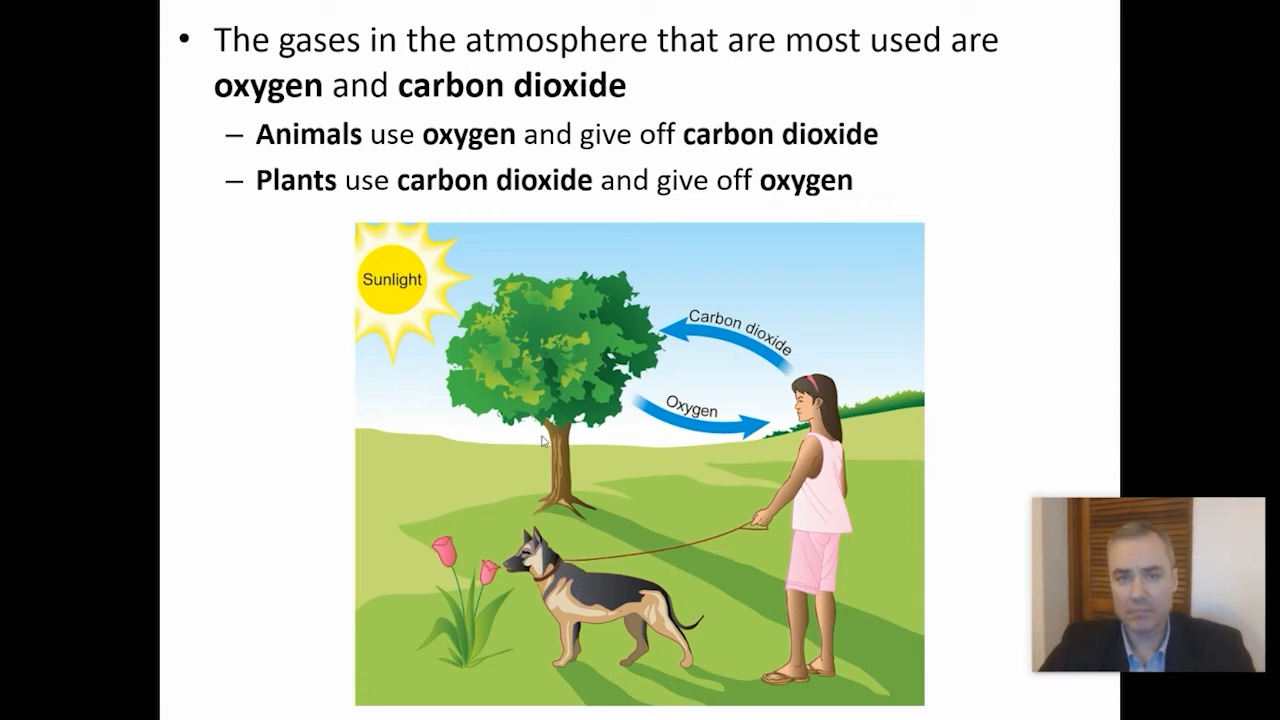 • The gases in the atmosphere that are most used are
oxygen and carbon dioxide
– Animals use oxygen and give off carbon dioxide
– Plants use carbon dioxide and give off oxygen
Sunlight
Carbon dioxide
Oxygen